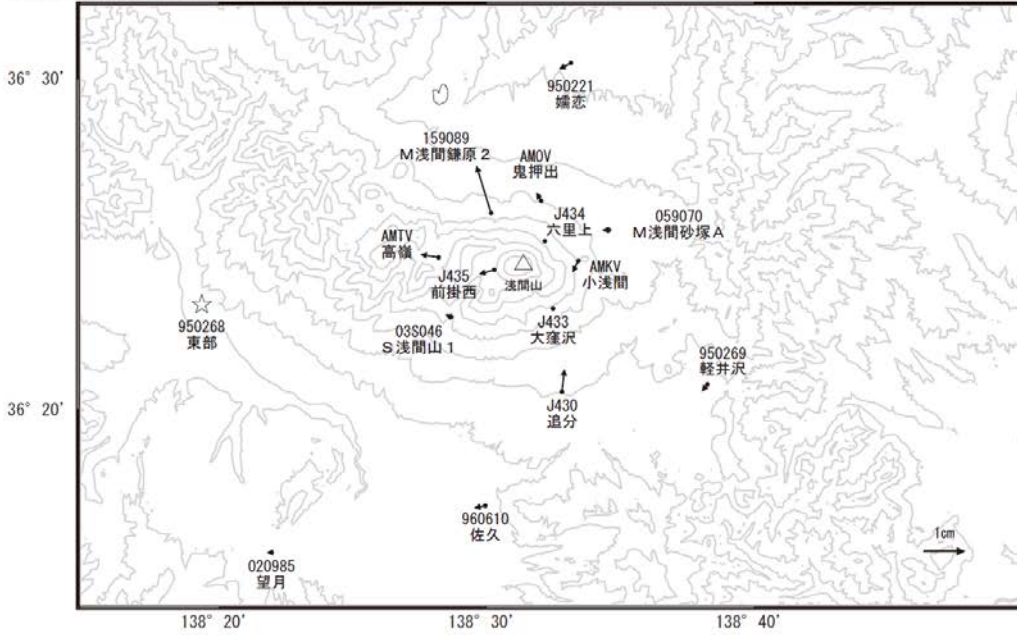 36° 30'
950221
嬬恋
159089
M浅間鎌原2
AMOV
鬼押出
J434
六里上
059070
M浅間砂塚A
AMTV
高嶺
J435
前掛西
浅間山
AMKV
小浅間
950268
東部
03S046
S浅間山1
J433
大窪沢
950269
軽井沢
36° 20'
J430
追分
960610
佐久
1cm
020985
望月
138° 20'
138° 30'
138° 40'